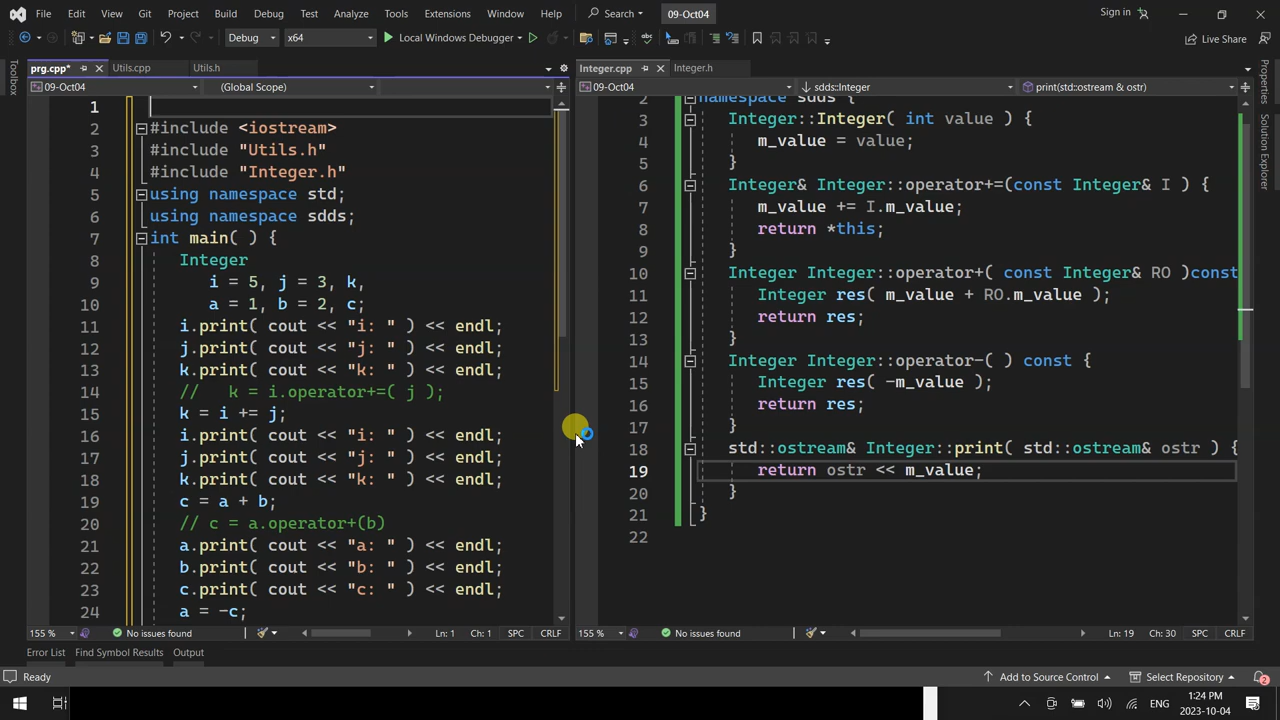 File Edit View Git Project Build Debug Test Analyze Tools Extensions Window Help Search 09-Oct04 Sign in
Debug x64 Local Windows Debugger Live Share
Toolbox
prg.cpp* Utils.cpp Utils.h
09-Oct04 (Global Scope)
1
2 #include <iostream>
3 #include "Utils.h"
4 #include "Integer.h"
5 using namespace std;
6 using namespace sdds;
7 int main( ) {
8 Integer
9 i = 5, j = 3, k,
10 a = 1, b = 2, c;
11 i.print( cout << "i: " ) << endl;
12 j.print( cout << "j: " ) << endl;
13 k.print( cout << "k: " ) << endl;
14 // k = i.operator+=( j );
15 k = i += j;
16 i.print( cout << "i: " ) << endl;
17 j.print( cout << "j: " ) << endl;
18 k.print( cout << "k: " ) << endl;
19 c = a + b;
20 // c = a.operator+(b)
21 a.print( cout << "a: " ) << endl;
22 b.print( cout << "b: " ) << endl;
23 c.print( cout << "c: " ) << endl;
24 a = -c;
155 % No issues found Ln: 1 Ch: 1 SPC CRLF
Integer.cpp Integer.h
09-Oct04 sdds::Integer print(std::ostream & ostr)
2 namespace sdds {
3 Integer::Integer( int value ) {
4 m_value = value;
5 }
6 Integer& Integer::operator+=(const Integer& I ) {
7 m_value += I.m_value;
8 return *this;
9 }
10 Integer Integer::operator+( const Integer& RO )const
11 Integer res( m_value + RO.m_value );
12 return res;
13 }
14 Integer Integer::operator-( ) const {
15 Integer res( -m_value );
16 return res;
17 }
18 std::ostream& Integer::print( std::ostream& ostr ) {
19 return ostr << m_value;
20 }
21 }
22
155 % No issues found Ln: 19 Ch: 30 SPC CRLF
Properties
Solution Explorer
Error List Find Symbol Results Output
Ready Add to Source Control Select Repository 2
ENG 1:24 PM
2023-10-04